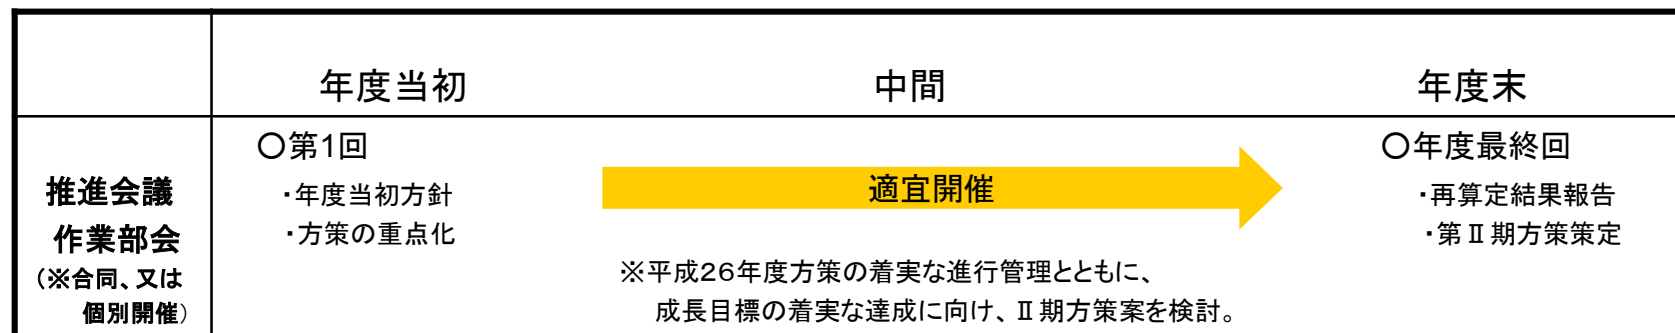 年度当初
中間
年度末
推進会議
作業部会
(※合同、又は
個別開催)
○第1回
・年度当初方針
・方策の重点化
適宜開催
※平成26年度方策の着実な進行管理とともに、
成長目標の着実な達成に向け、Ⅱ期方策案を検討。
○年度最終回
・再算定結果報告
・第Ⅱ期方策策定